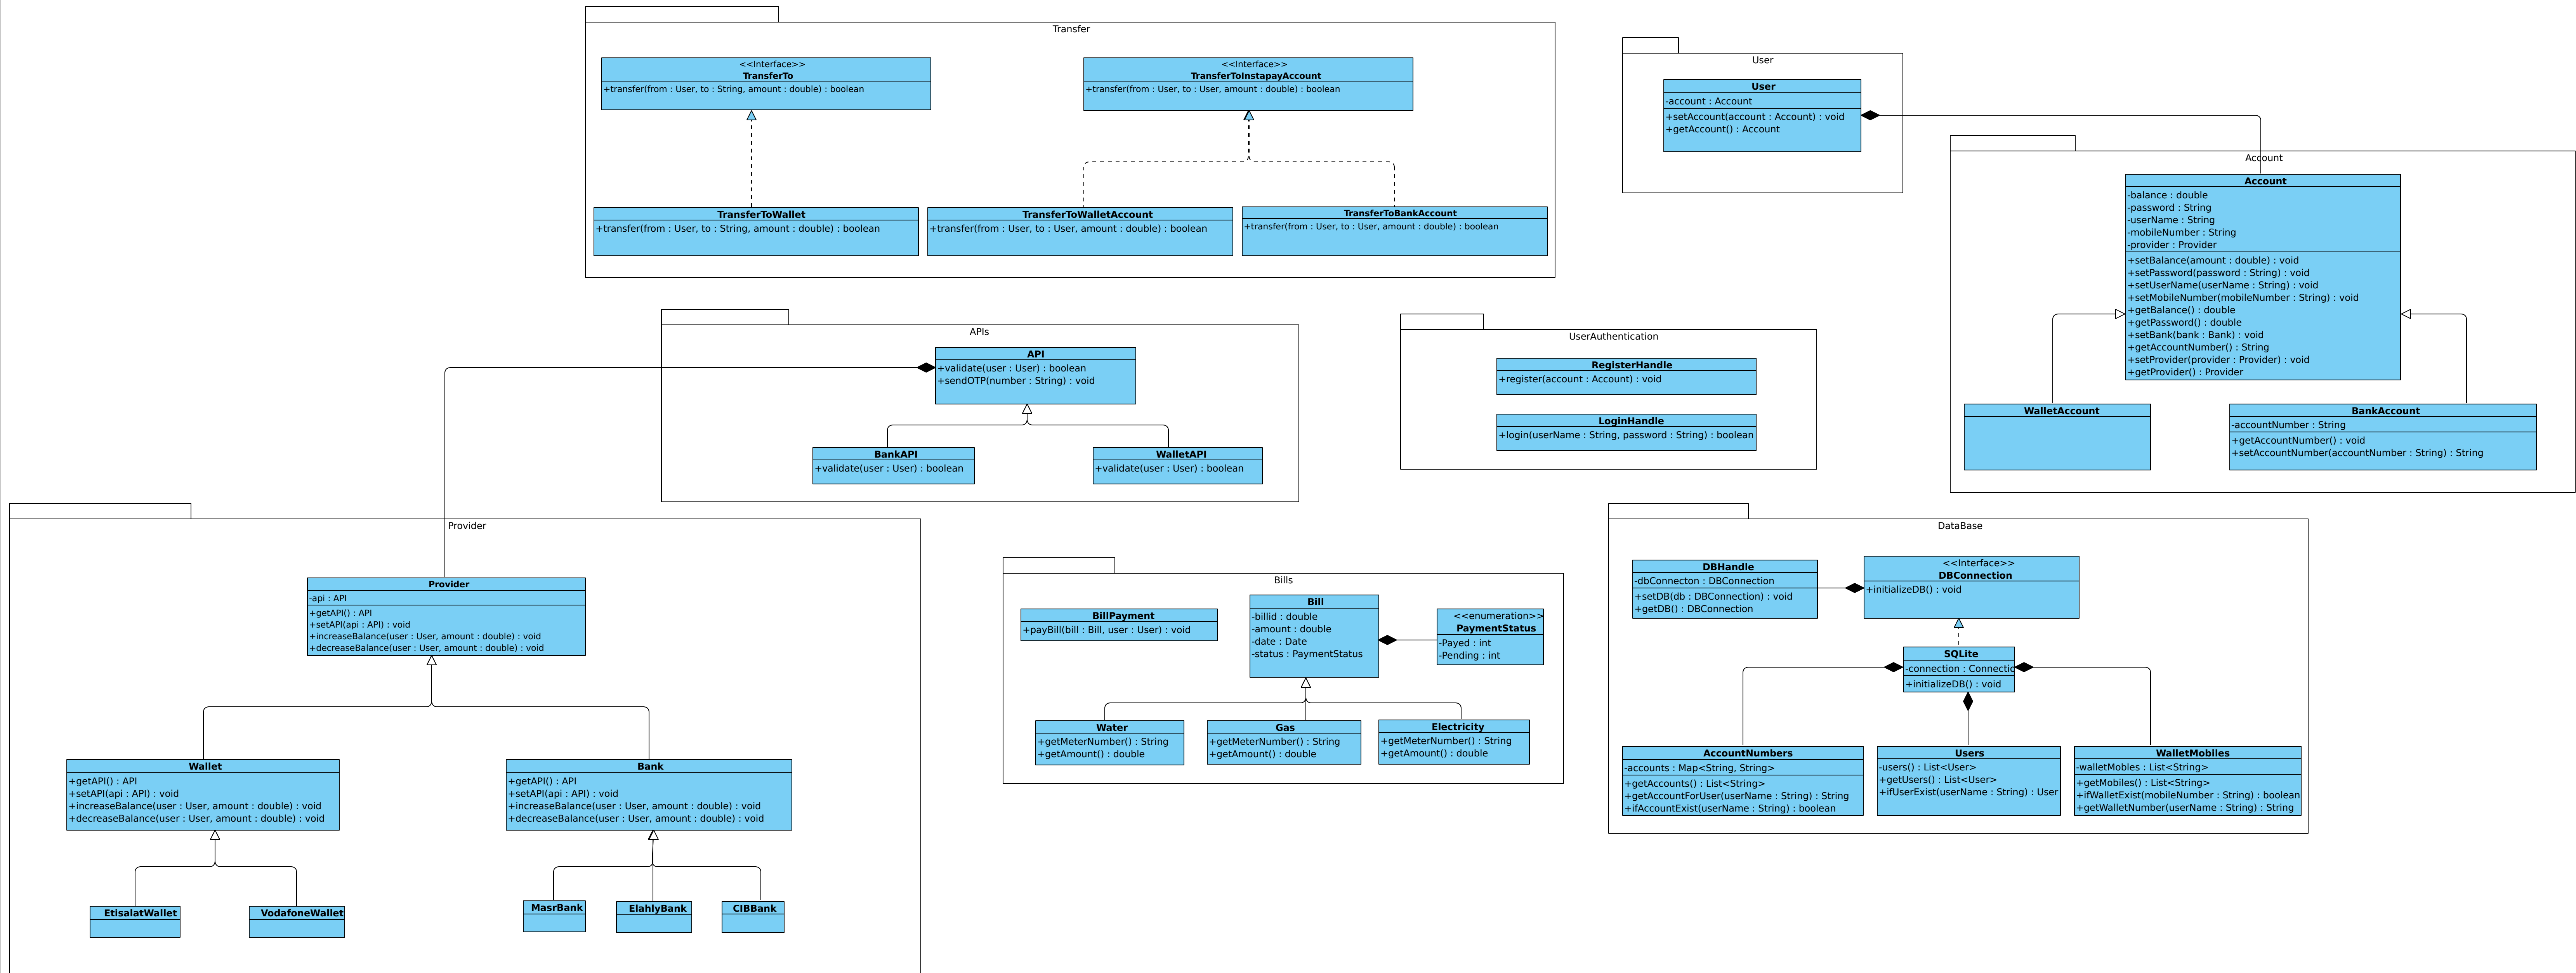 Transfer
<<Interface>>
TransferTo
+transfer(from : User, to : String, amount : double) : boolean
<<Interface>>
TransferToInstapayAccount
+transfer(from : User, to : User, amount : double) : boolean
TransferToWallet
+transfer(from : User, to : String, amount : double) : boolean
TransferToWalletAccount
+transfer(from : User, to : User, amount : double) : boolean
TransferToBankAccount
+transfer(from : User, to : User, amount : double) : boolean
User
User
-account : Account
+setAccount(account : Account) : void
+getAccount() : Account
Account
Account
-balance : double
-password : String
-userName : String
-mobileNumber : String
-provider : Provider
+setBalance(amount : double) : void
+setPassword(password : String) : void
+setUserName(userName : String) : void
+setMobileNumber(mobileNumber : String) : void
+getBalance() : double
+getPassword() : double
+setBank(bank : Bank) : void
+getAccountNumber() : String
+setProvider(provider : Provider) : void
+getProvider() : Provider
WalletAccount
BankAccount
-accountNumber : String
+getAccountNumber() : void
+setAccountNumber(accountNumber : String) : String
APIs
API
+validate(user : User) : boolean
+sendOTP(number : String) : void
BankAPI
+validate(user : User) : boolean
WalletAPI
+validate(user : User) : boolean
UserAuthentication
RegisterHandle
+register(account : Account) : void
LoginHandle
+login(userName : String, password : String) : boolean
Provider
Provider
-api : API
+getAPI() : API
+setAPI(api : API) : void
+increaseBalance(user : User, amount : double) : void
+decreaseBalance(user : User, amount : double) : void
Wallet
+getAPI() : API
+setAPI(api : API) : void
+increaseBalance(user : User, amount : double) : void
+decreaseBalance(user : User, amount : double) : void
Bank
+getAPI() : API
+setAPI(api : API) : void
+increaseBalance(user : User, amount : double) : void
+decreaseBalance(user : User, amount : double) : void
EtisalatWallet
VodafoneWallet
MasrBank
ElahlyBank
CIBBank
Bills
BillPayment
+payBill(bill : Bill, user : User) : void
Bill
-billid : double
-amount : double
-date : Date
-status : PaymentStatus
<<enumeration>>
PaymentStatus
-Payed : int
-Pending : int
Water
+getMeterNumber() : String
+getAmount() : double
Gas
+getMeterNumber() : String
+getAmount() : double
Electricity
+getMeterNumber() : String
+getAmount() : double
DataBase
DBHandle
-dbConnecton : DBConnection
+setDB(db : DBConnection) : void
+getDB() : DBConnection
<<Interface>>
DBConnection
+initializeDB() : void
SQLite
-connection : Connectio
+initializeDB() : void
AccountNumbers
-accounts : Map<String, String>
+getAccounts() : List<String>
+getAccountForUser(userName : String) : String
+ifAccountExist(userName : String) : boolean
Users
-users() : List<User>
+getUsers() : List<User>
+ifUserExist(userName : String) : User
WalletMobiles
-walletMobles : List<String>
+getMobiles() : List<String>
+ifWalletExist(mobileNumber : String) : boolean
+getWalletNumber(userName : String) : String